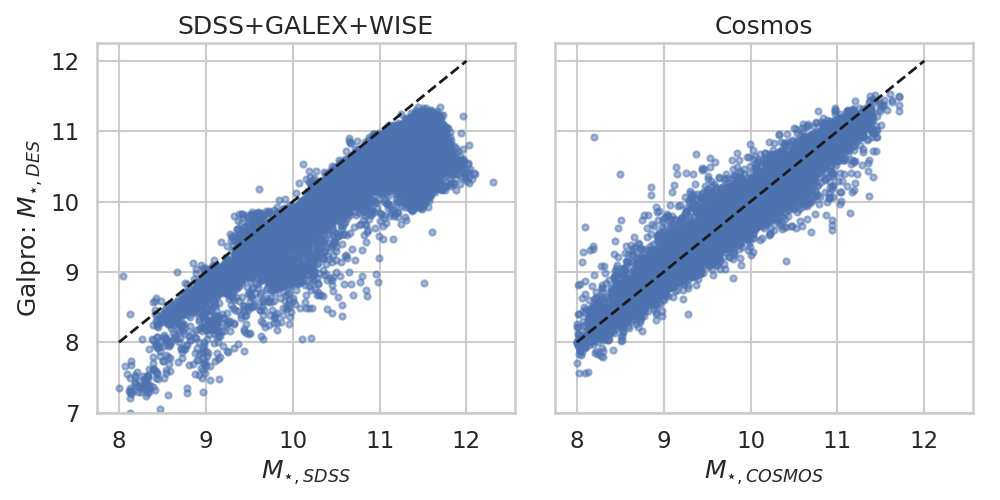 SDSS+GALEX+WISE
Cosmos
Galpro: M⋆, DES
12
11
10
9
8
7
8 9 10 11 12
8 9 10 11 12
M⋆, SDSS
M⋆, COSMOS